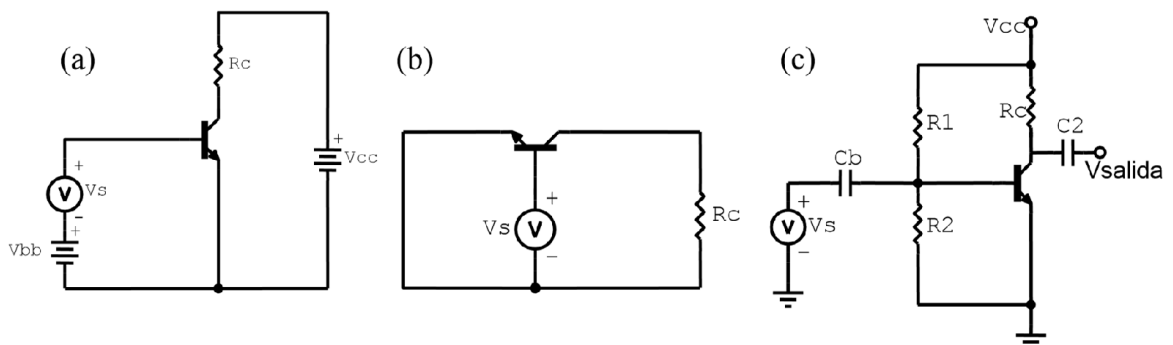 (a)
Rc
+
Vcc
+
Vs
V
-
+
Vbb
(b)
+
Vs
V
-
Rc
(c)
Vcc
Rc
R1
C2
Vsalida
Cb
+
Vs
V
-
R2